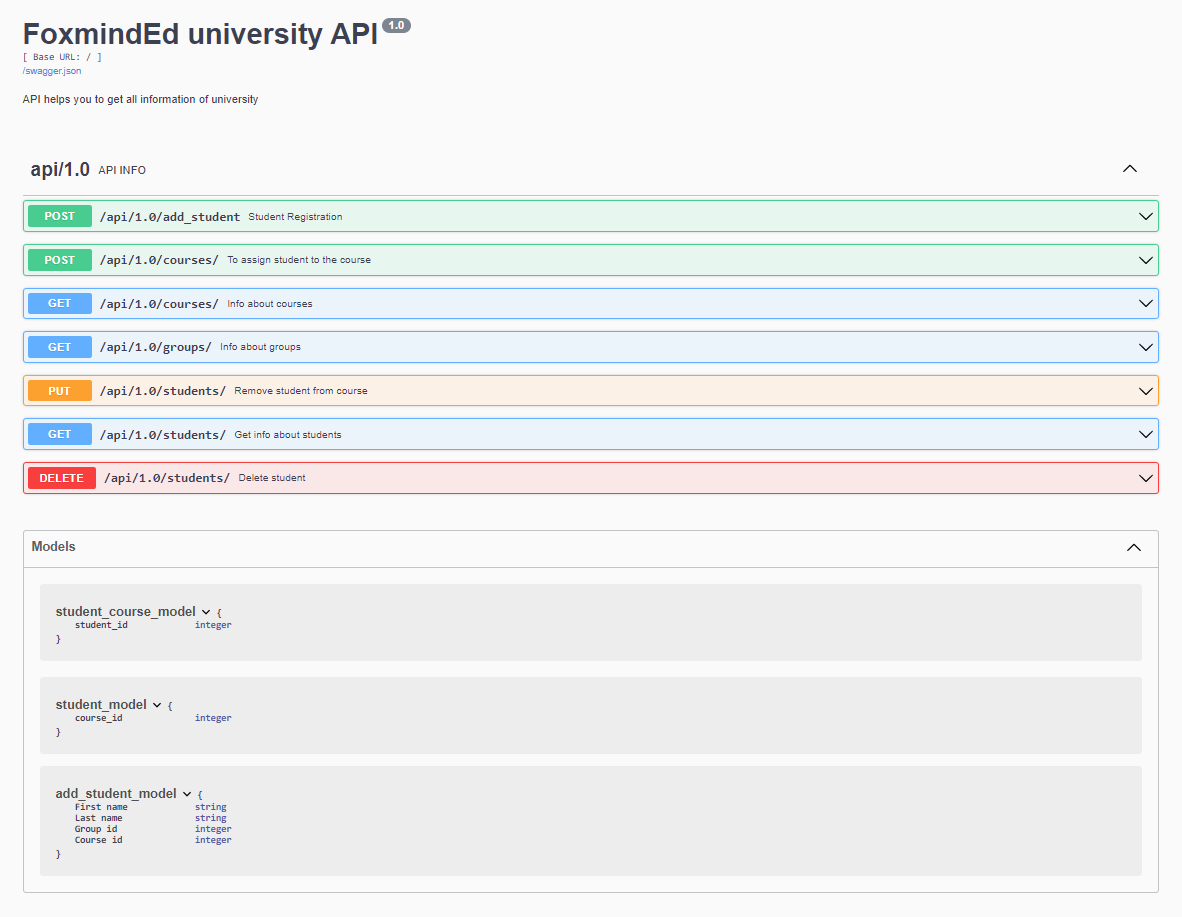 FoxmindEd university API 1.0
[ Base URL: / ]
/swagger.json
API helps you to get all information of university
api/1.0 API INFO
POST /api/1.0/add_student Student Registration
POST /api/1.0/courses/ To assign student to the course
GET /api/1.0/courses/ Info about courses
GET /api/1.0/groups/ Info about groups
PUT /api/1.0/students/ Remove student from course
GET /api/1.0/students/ Get info about students
DELETE /api/1.0/students/ Delete student
Models
student_course_model {
student_id integer
}
student_model {
course_id integer
}
add_student_model {
First name string
Last name string
Group id integer
Course id integer
}